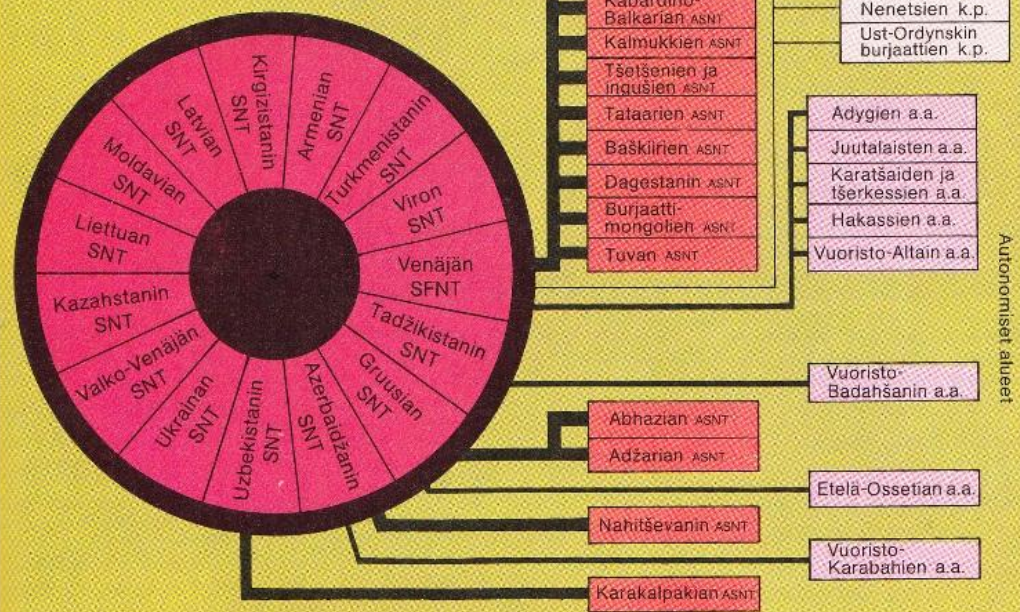 Kirgizistanin
SNT
Armenian
SNT
Turkmenistanin
SNT
Viron
SNT
Venäjän
SFNT
Tadžikistanin
SNT
Gruusian
SNT
Azerbaidžanin
SNT
Uzbekistanin
SNT
Ukrainan
SNT
Valko-Venäjän
SNT
Kazahstanin
SNT
Liettuan
SNT
Moldavian
SNT
Latvian
SNT
Kabardino-
Balkarian ASNT
Kalmukkien ASNT
Tšetšenien ja
ingušien ASNT
Tataarien ASNT
Baškiirien ASNT
Dagestanin ASNT
Burjaatti-
mongolien ASNT
Tuvan ASNT
Abhazian ASNT
Adžarian ASNT
Nahitševanin ASNT
Karakalpakian ASNT
Nenetsien k.p.
Ust-Ordynskin
burjaattien k.p.
Adygien a.a.
Juutalaisten a.a.
Karatšaiden ja
tšerkessien a.a.
Hakassien a.a.
Vuoristo-Altain a.a.
Vuoristo-
Badahšanin a.a.
Etelä-Ossetian a.a.
Vuoristo-
Karabahien a.a.
Autonomiset alueet